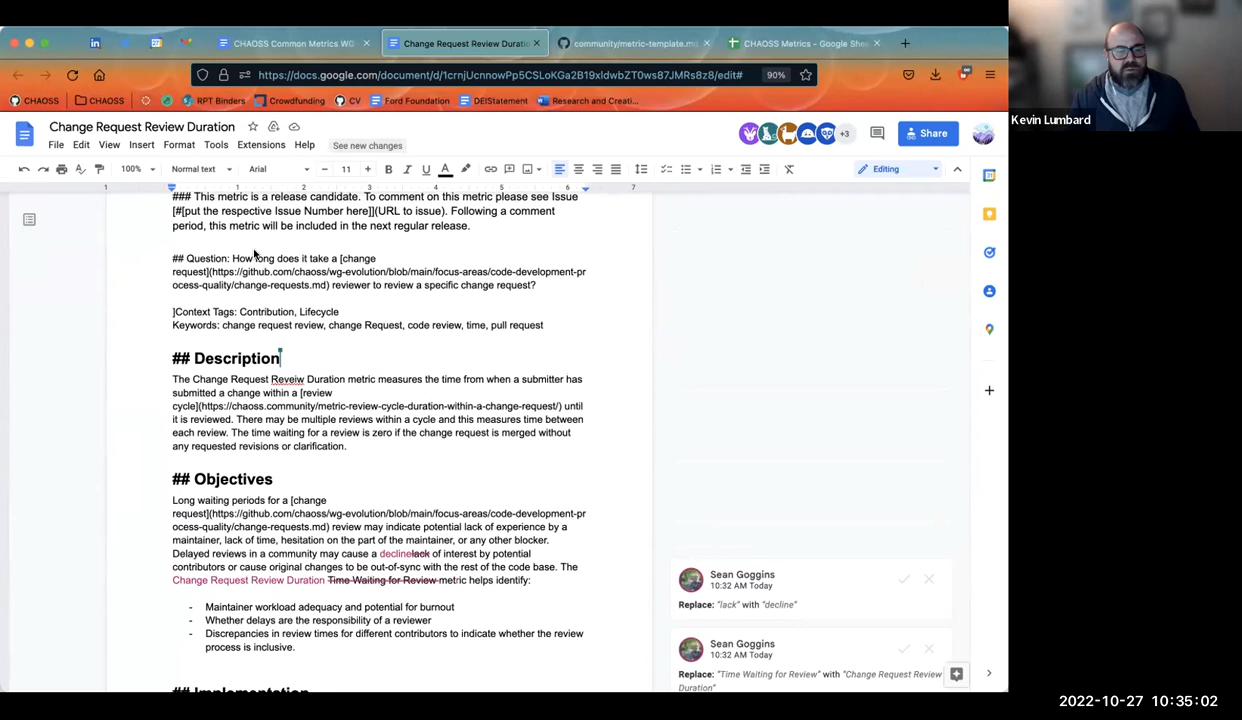 CHAOSS Common Metrics WG
Change Request Review Duratio
community/metric-template.md
CHAOSS Metrics - Google She
https://docs.google.com/document/d/1crnjUcnnowPp5CSLoKGa2B19xldwbZT0ws87JMRs8z8/edit#
90%
CHAOSS
CHAOSS
RPT Binders
Crowdfunding
CV
Ford Foundation
DEIStatement
Research and Creati...
Kevin Lumbard
Change Request Review Duration
+3
Share
File Edit View Insert Format Tools Extensions Help
See new changes
100%
Normal text
Arial
11
B I U A
Editing
1 1 2 3 4 5 6 7
### This metric is a release candidate. To comment on this metric please see Issue
[#[put the respective Issue Number here]](URL to issue). Following a comment
period, this metric will be included in the next regular release.
## Question: How long does it take a [change
request](https://github.com/chaoss/wg-evolution/blob/main/focus-areas/code-development-pr
ocess-quality/change-requests.md) reviewer to review a specific change request?
]Context Tags: Contribution, Lifecycle
Keywords: change request review, change Request, code review, time, pull request
## Description
The Change Request Reveiw Duration metric measures the time from when a submitter has
submitted a change within a [review
cycle](https://chaoss.community/metric-review-cycle-duration-within-a-change-request/) until
it is reviewed. There may be multiple reviews within a cycle and this measures time between
each review. The time waiting for a review is zero if the change request is merged without
any requested revisions or clarification.
## Objectives
Long waiting periods for a [change
request](https://github.com/chaoss/wg-evolution/blob/main/focus-areas/code-development-pr
ocess-quality/change-requests.md) review may indicate potential lack of experience by a
maintainer, lack of time, hesitation on the part of the maintainer, or any other blocker.
Delayed reviews in a community may cause a declinelack of interest by potential
contributors or cause original changes to be out-of-sync with the rest of the code base. The
Change Request Review Duration Time Waiting for Review metric helps identify:
- Maintainer workload adequacy and potential for burnout
- Whether delays are the responsibility of a reviewer
- Discrepancies in review times for different contributors to indicate whether the review
process is inclusive.
## Implementation
Sean Goggins
10:32 AM Today
Replace: "lack" with "decline"
Sean Goggins
10:32 AM Today
Replace: "Time Waiting for Review" with "Change Request Review
Duration"
2022-10-27 10:35:02